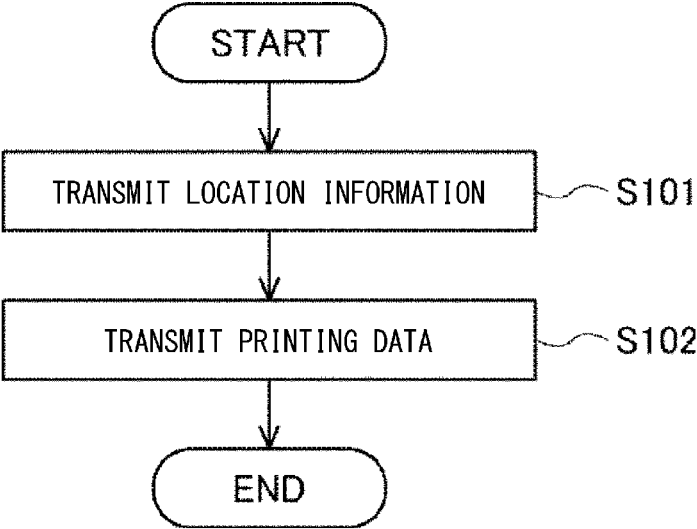 START
TRANSMIT LOCATION INFORMATION
S101
TRANSMIT PRINTING DATA
S102
END